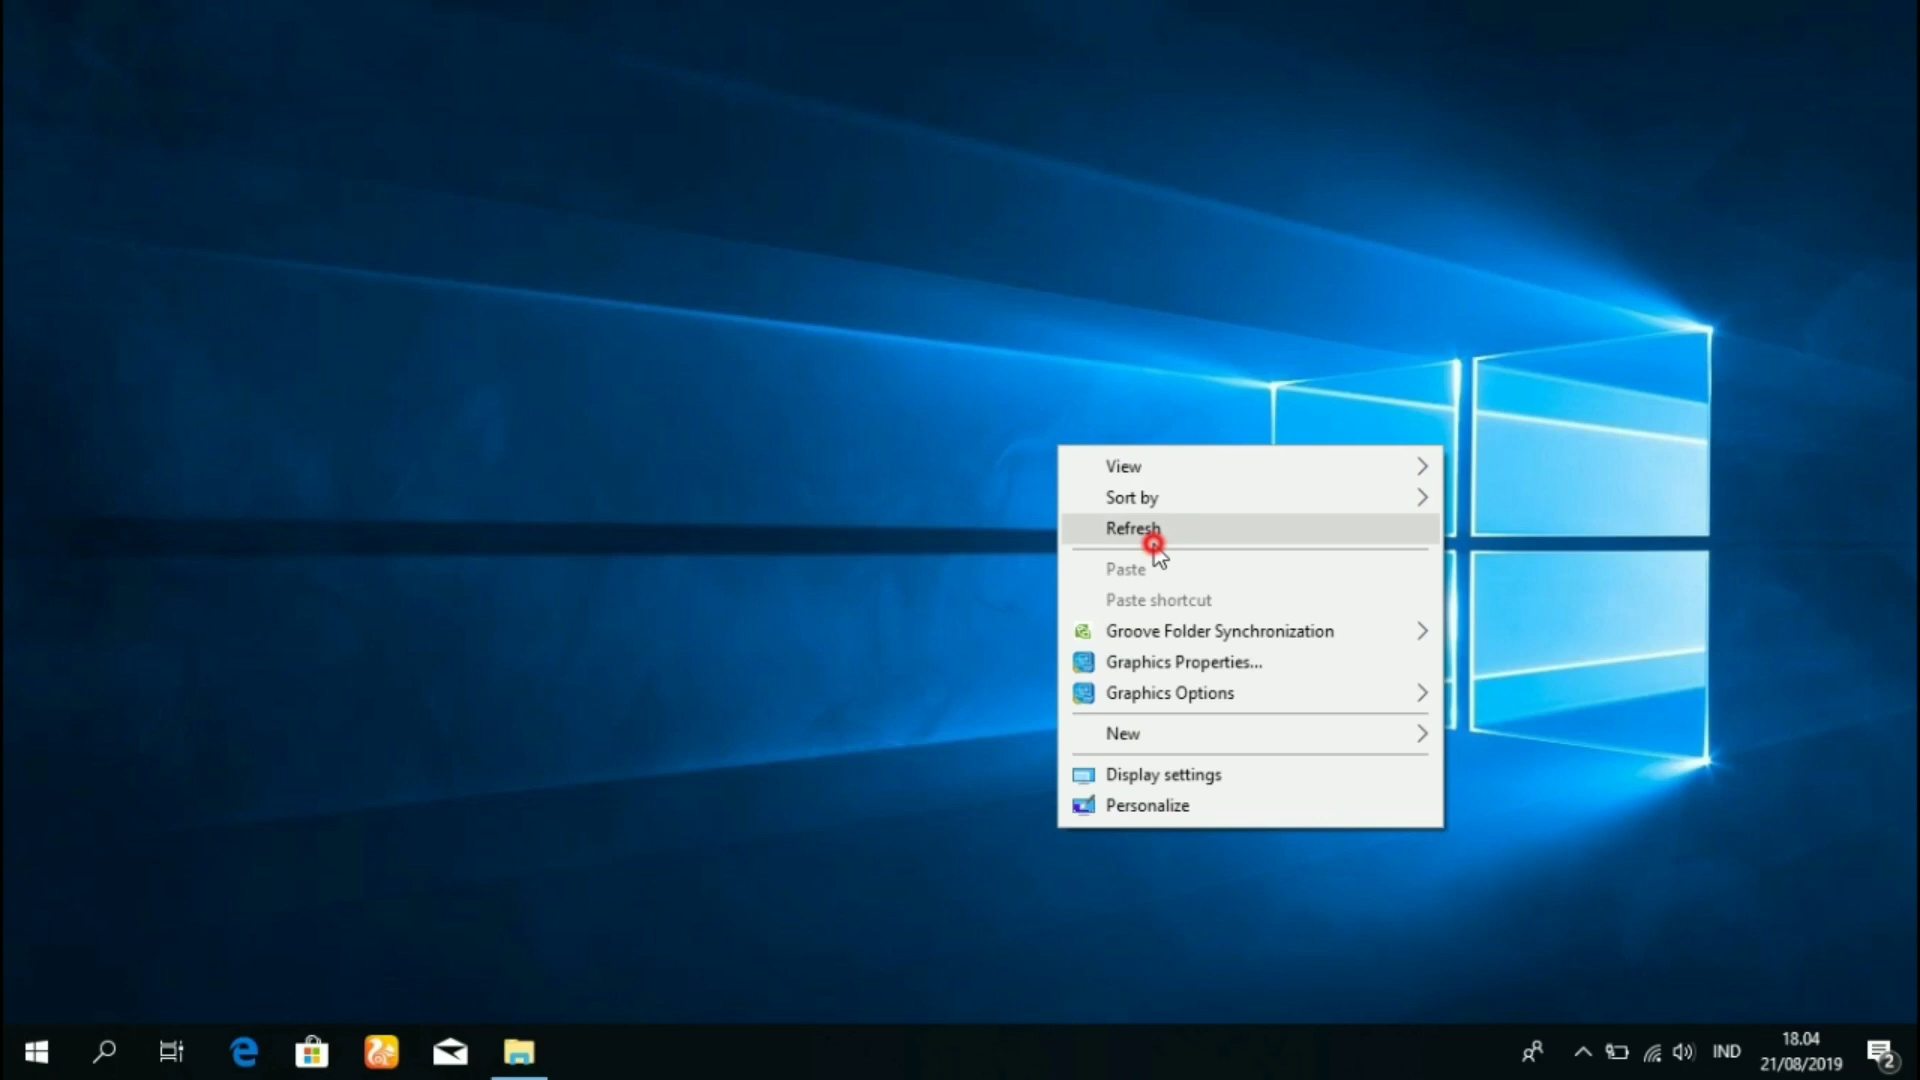 View
Sort by
Refresh
Paste
Paste shortcut
Groove Folder Synchronization
Graphics Properties...
Graphics Options
New
Display settings
Personalize
IND
18.04
21/08/2019
2